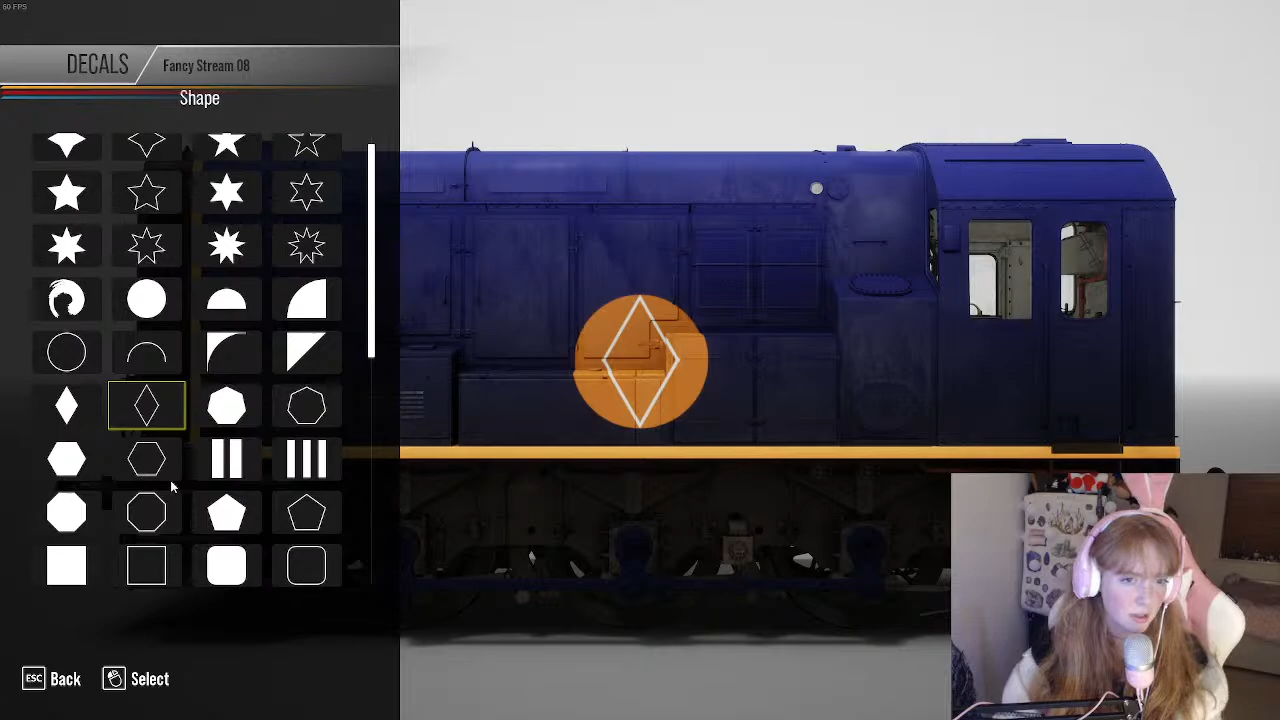 60 FPS
DECALS
Fancy Stream 08
Shape
ESC Back
Select